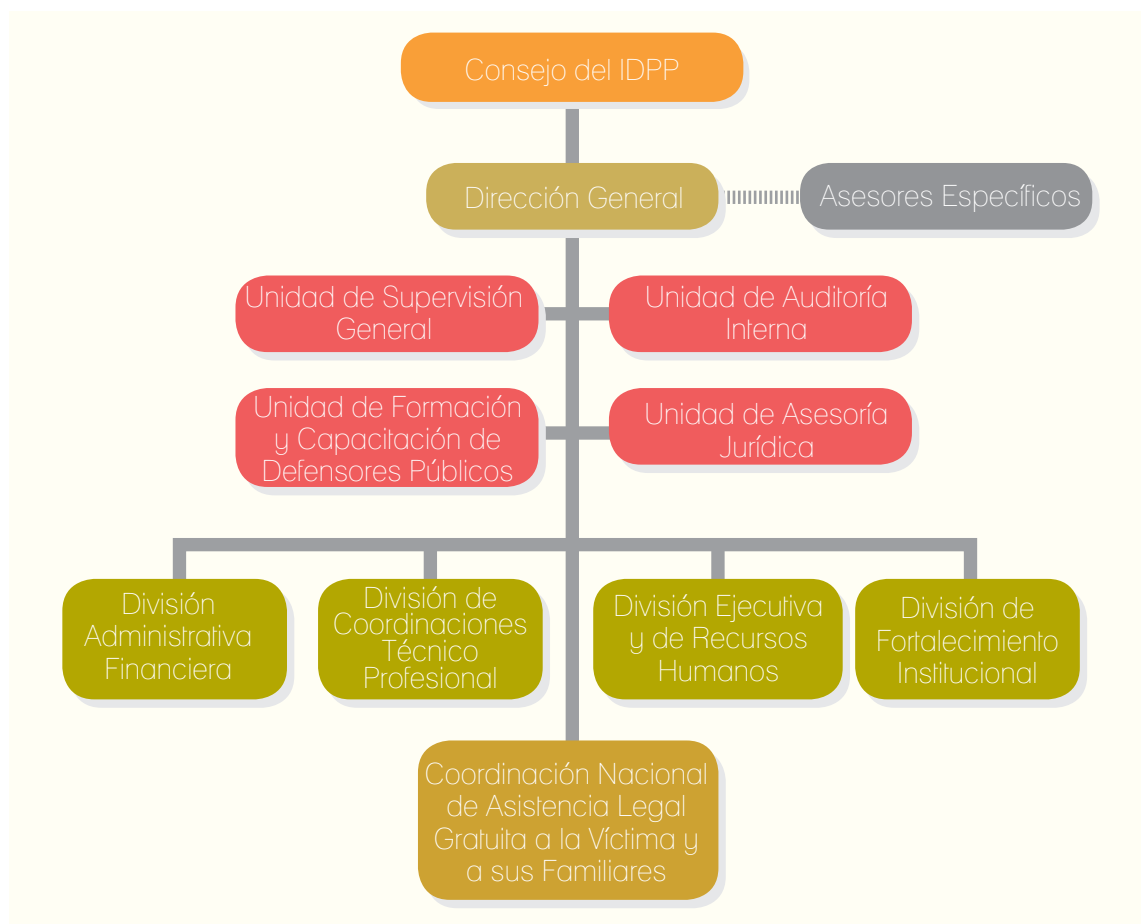 Consejo del IDPP
Dirección General
Asesores Específicos
Unidad de Supervisión
General
Unidad de Auditoría
Interna
Unidad de Formación
y Capacitación de
Defensores Públicos
Unidad de Asesoría
Jurídica
División
Administrativa
Financiera
División de
Coordinaciones
Técnico
Profesional
División Ejecutiva
y de Recursos
Humanos
División de
Fortalecimiento
Institucional
Coordinación Nacional
de Asistencia Legal
Gratuita a la Víctima y
a sus Familiares